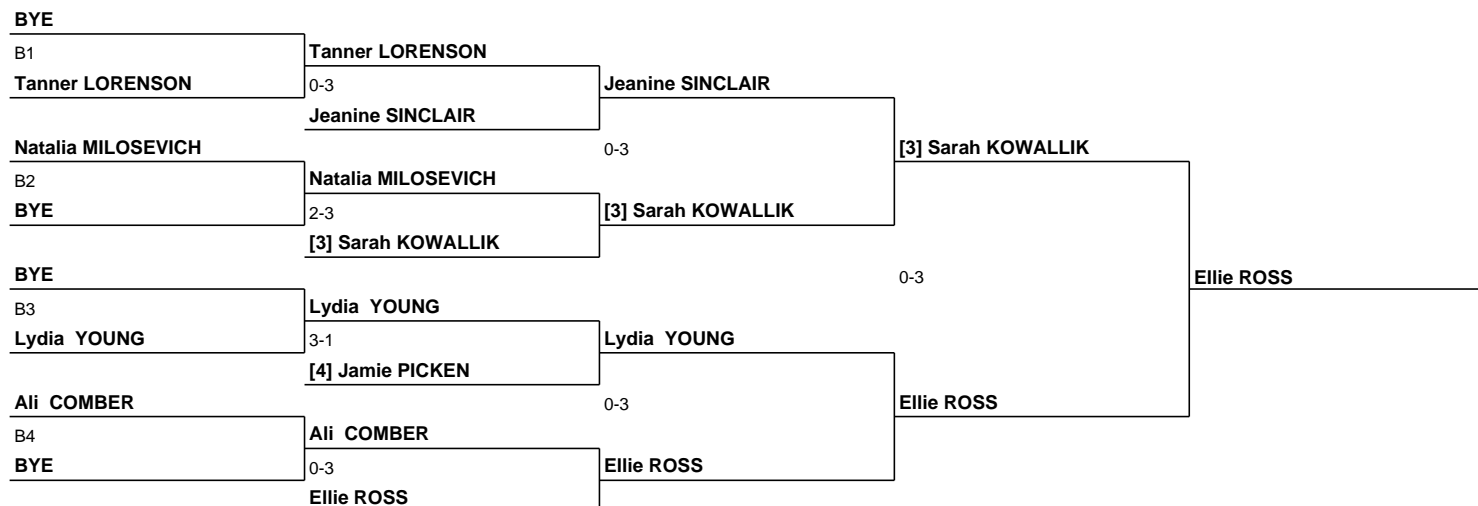 BYE
B1
Tanner LORENSON
Tanner LORENSON
0-3
Jeanine SINCLAIR
Jeanine SINCLAIR
Natalia MILOSEVICH
B2
BYE
Natalia MILOSEVICH
2-3
[3] Sarah KOWALLIK
0-3
[3] Sarah KOWALLIK
[3] Sarah KOWALLIK
BYE
B3
Lydia  YOUNG
Lydia  YOUNG
3-1
[4] Jamie PICKEN
Lydia  YOUNG
0-3
Ellie ROSS
Ali  COMBER
B4
BYE
Ali  COMBER
0-3
Ellie ROSS
0-3
Ellie ROSS
Ellie ROSS